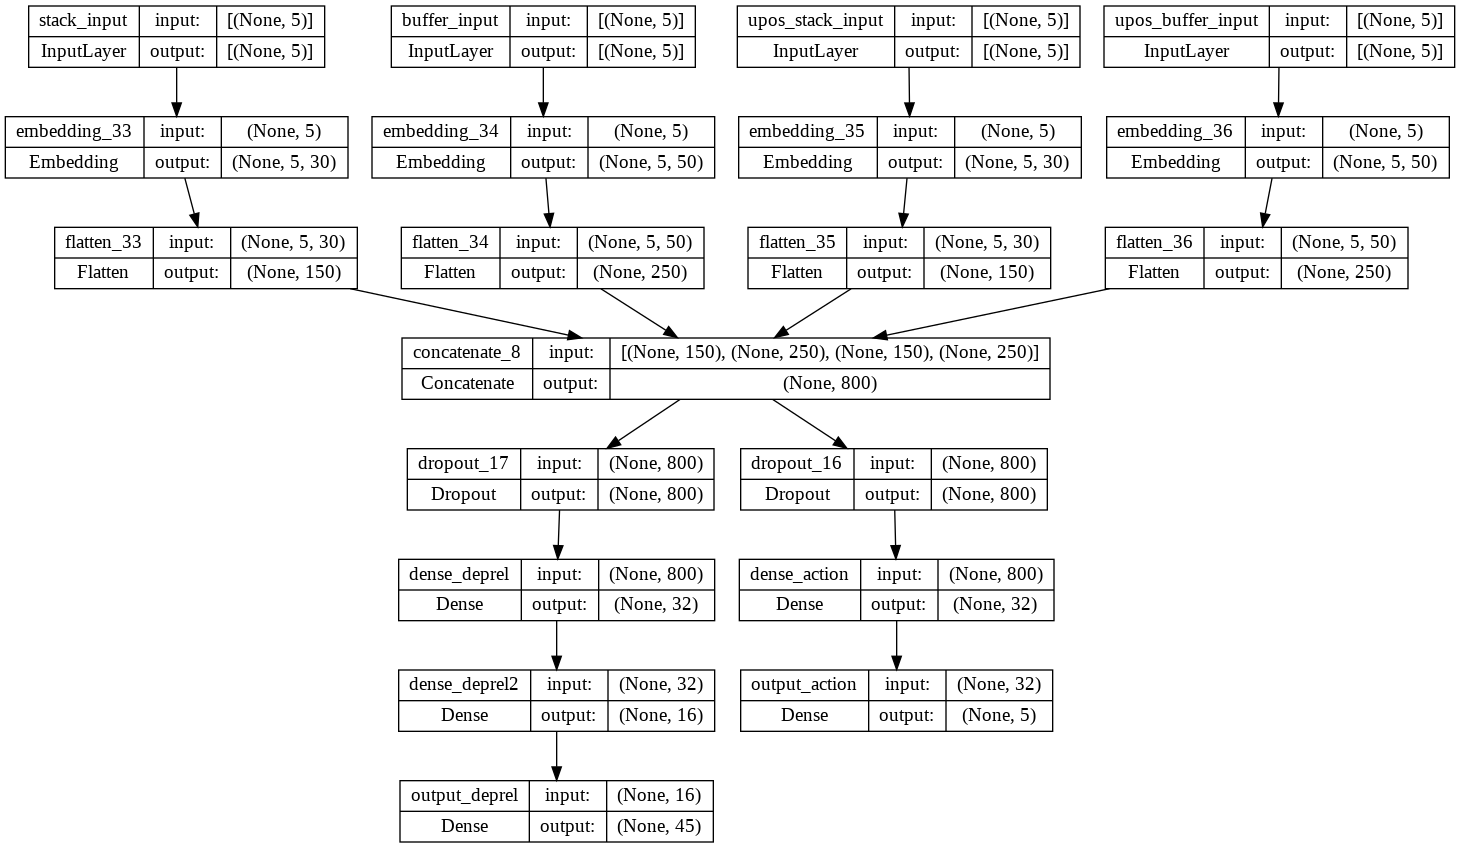 stack_input input: [(None, 5)]
InputLayer output: [(None, 5)]
buffer_input input: [(None, 5)]
InputLayer output: [(None, 5)]
upos_stack_input input: [(None, 5)]
InputLayer output: [(None, 5)]
upos_buffer_input input: [(None, 5)]
InputLayer output: [(None, 5)]
embedding_33 input: (None, 5)
Embedding output: (None, 5, 30)
embedding_34 input: (None, 5)
Embedding output: (None, 5, 50)
embedding_35 input: (None, 5)
Embedding output: (None, 5, 30)
embedding_36 input: (None, 5)
Embedding output: (None, 5, 50)
flatten_33 input: (None, 5, 30)
Flatten output: (None, 150)
flatten_34 input: (None, 5, 50)
Flatten output: (None, 250)
flatten_35 input: (None, 5, 30)
Flatten output: (None, 150)
flatten_36 input: (None, 5, 50)
Flatten output: (None, 250)
concatenate_8 input: [(None, 150), (None, 250), (None, 150), (None, 250)]
Concatenate output: (None, 800)
dropout_17 input: (None, 800)
Dropout output: (None, 800)
dropout_16 input: (None, 800)
Dropout output: (None, 800)
dense_deprel input: (None, 800)
Dense output: (None, 32)
dense_action input: (None, 800)
Dense output: (None, 32)
dense_deprel2 input: (None, 32)
Dense output: (None, 16)
output_action input: (None, 32)
Dense output: (None, 5)
output_deprel input: (None, 16)
Dense output: (None, 45)